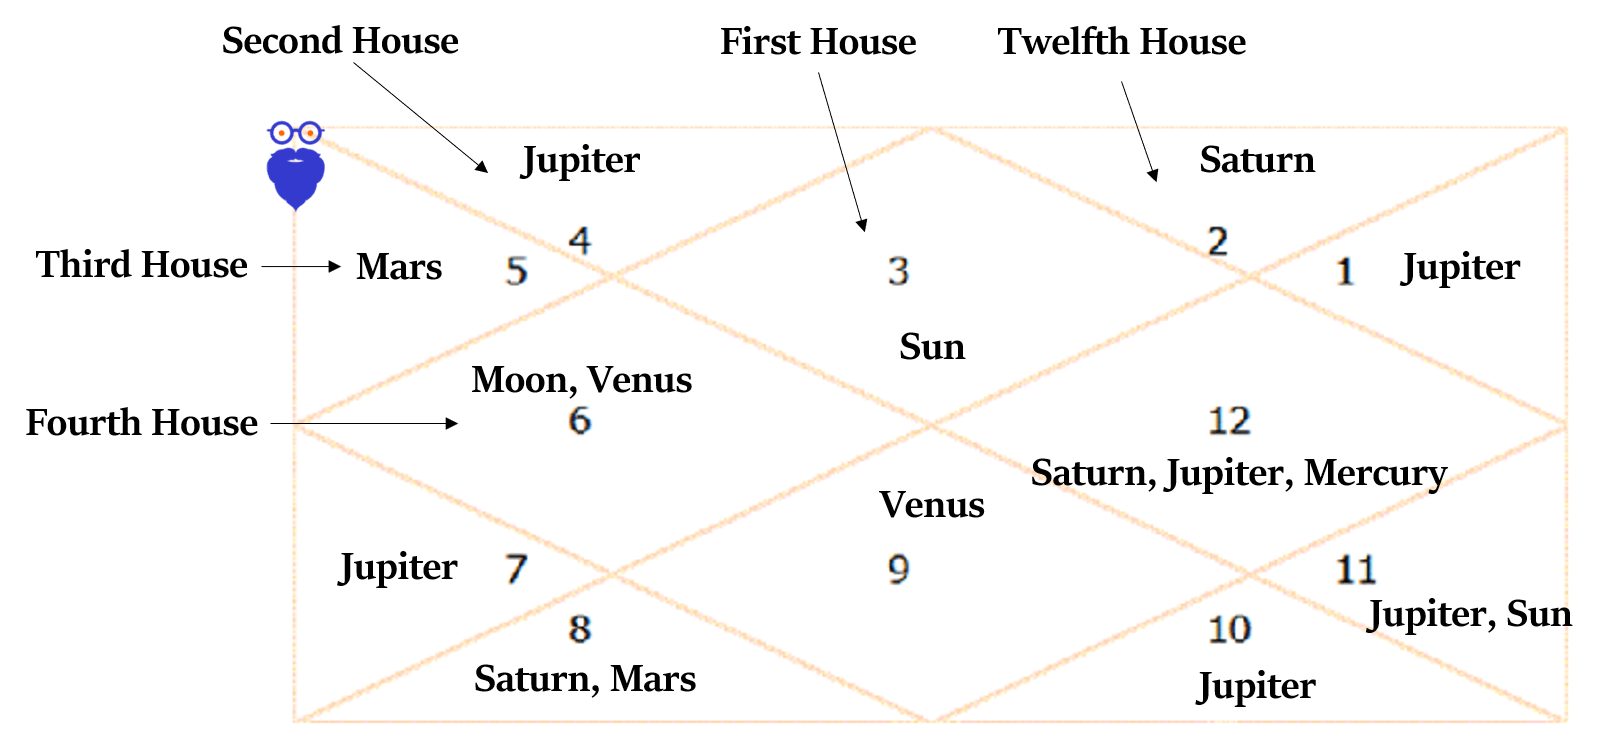 Second House
First House
Twelfth House
Jupiter
Saturn
4
2
Third House
Mars
5
3
1
Jupiter
Sun
Moon, Venus
Fourth House
6
12
Saturn, Jupiter, Mercury
Venus
Jupiter
7
9
11
Jupiter, Sun
8
10
Saturn, Mars
Jupiter